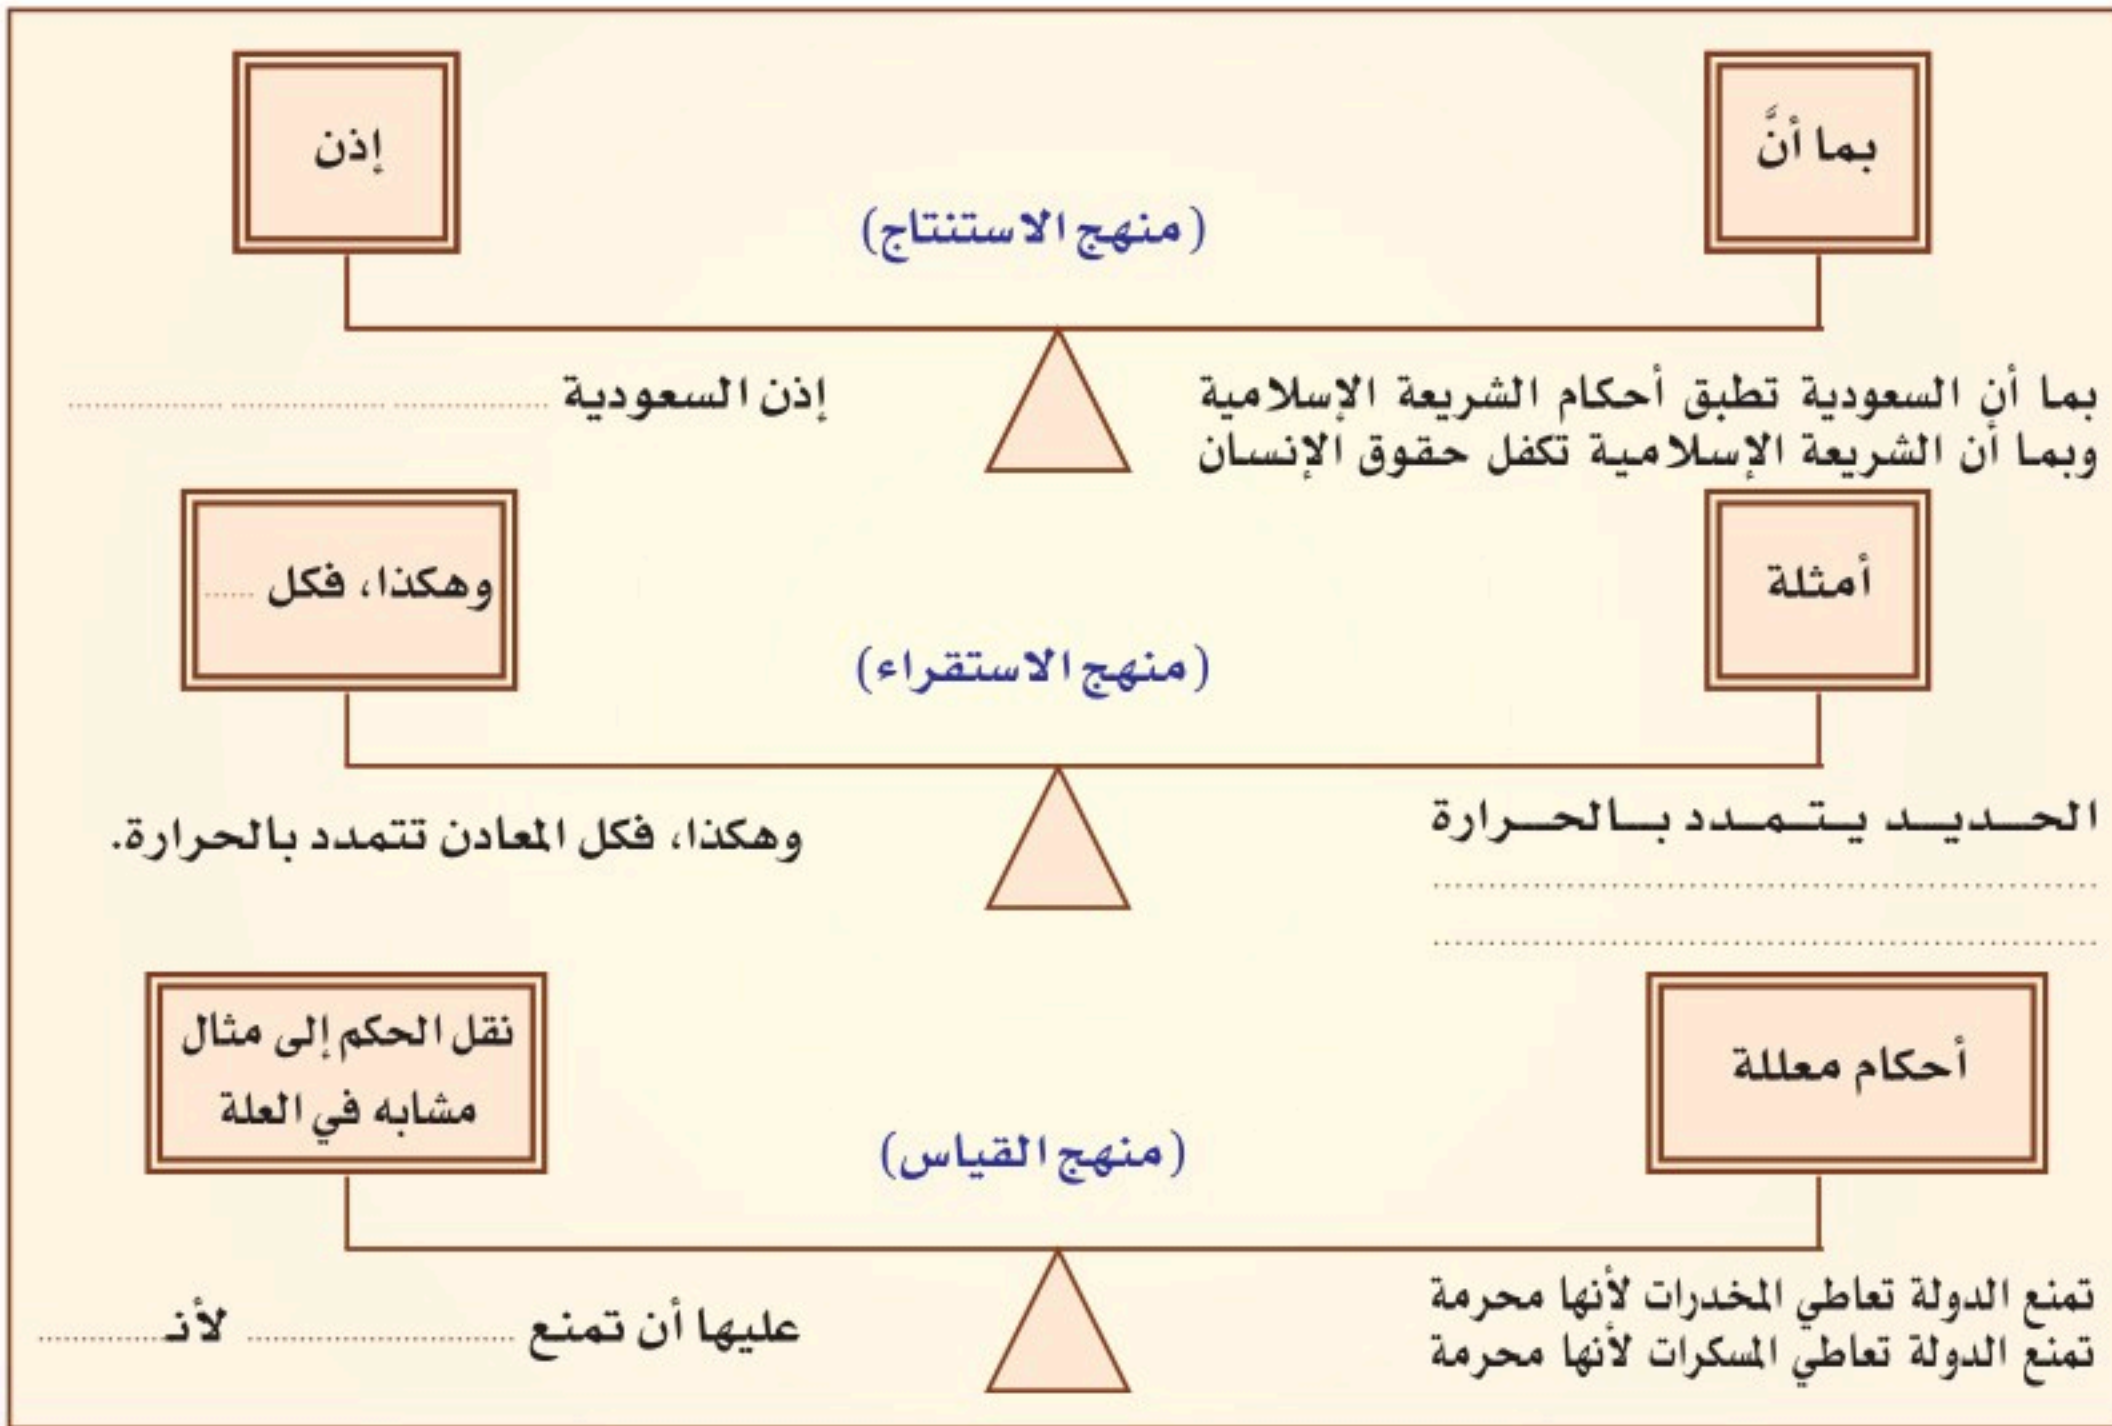 بما أنَّ
إذن
(منهج الاستنتاج)
بما أن السعودية تطبق أحكام الشريعة الإسلامية
وبما أن الشريعة الإسلامية تكفل حقوق الإنسان
إذن السعودية ........................................
أمثلة
وهكذا، فكل ......
(منهج الاستقراء)
الحديد يتمدد بالحرارة
........................................
........................................
وهكذا، فكل المعادن تتمدد بالحرارة.
أحكام معللة
نقل الحكم إلى مثال
مشابه في العلة
(منهج القياس)
تمنع الدولة تعاطي المخدرات لأنها محرمة
تمنع الدولة تعاطي المسكرات لأنها محرمة
عليها أن تمنع .................... لأنـ..........